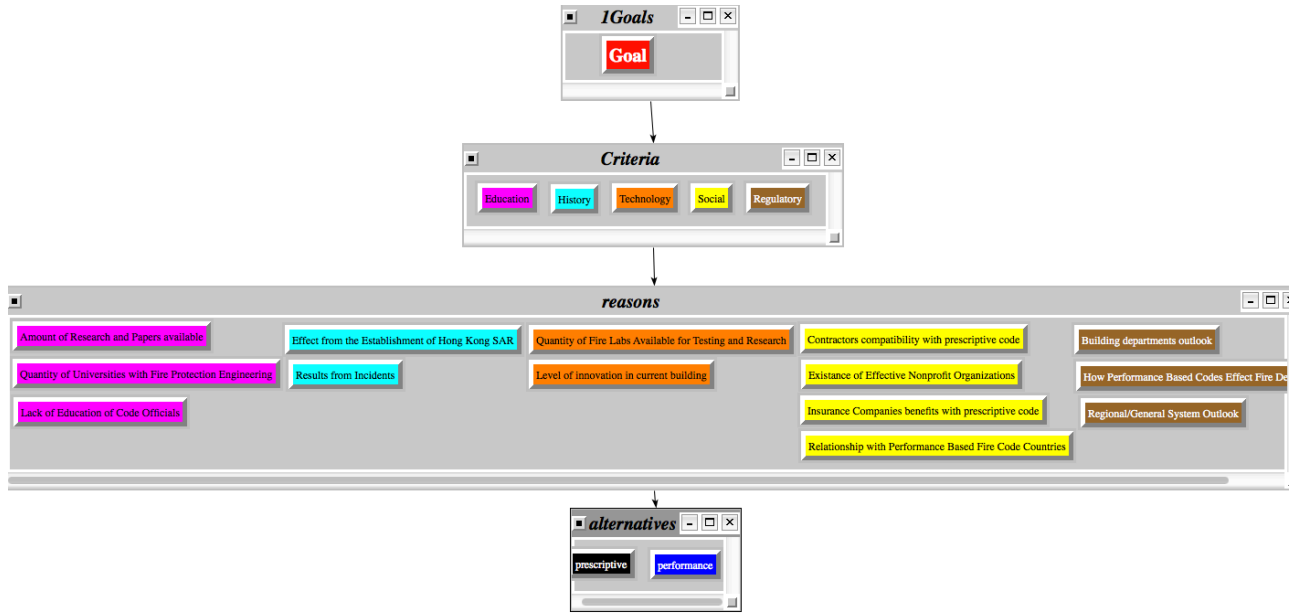 1Goals
Goal
Criteria
Education
History
Technology
Social
Regulatory
reasons
Amount of Research and Papers available
Effect from the Establishment of Hong Kong SAR
Quantity of Fire Labs Available for Testing and Research
Contractors compatibility with prescriptive code
Building departments outlook
Quantity of Universities with Fire Protection Engineering
Results from Incidents
Level of innovation in current building
Existance of Effective Nonprofit Organizations
How Performance Based Codes Effect Fire De
Lack of Education of Code Officials
Insurance Companies benefits with prescriptive code
Regional/General System Outlook
Relationship with Performance Based Fire Code Countries
alternatives
prescriptive
performance